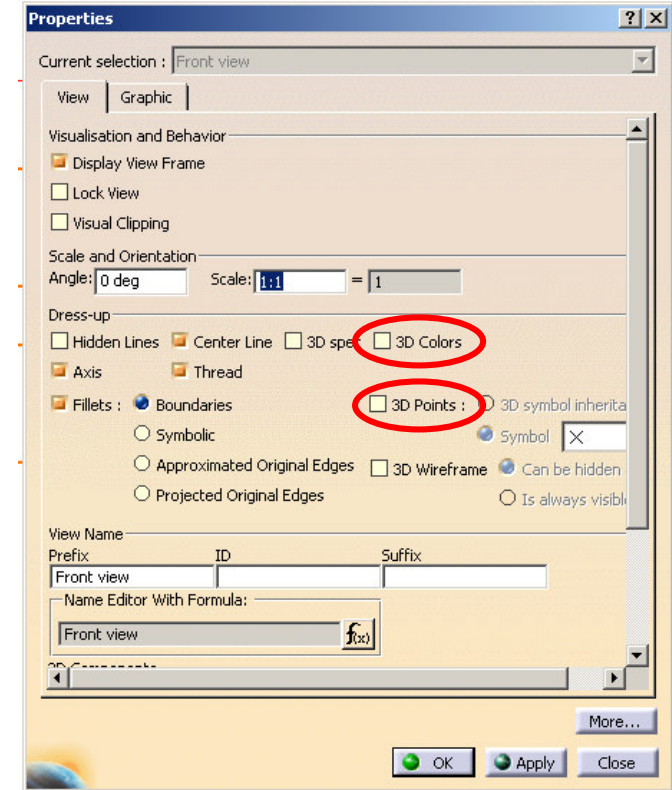 Properties
Current selection : Front view
View Graphic
Visualisation and Behavior
Display View Frame
Lock View
Visual Clipping
Scale and Orientation
Angle: 0 deg Scale: 1:1 = 1
Dress-up
Hidden Lines Center Line 3D spec 3D Colors
Axis Thread
Fillets : Boundaries 3D Points : 3D symbol inherita
Symbolic Symbol
Approximated Original Edges 3D Wireframe Can be hidden
Projected Original Edges Is always visibl
View Name
Prefix ID Suffix
Front view
Name Editor With Formula:
Front view f(x)
More...
OK Apply Close